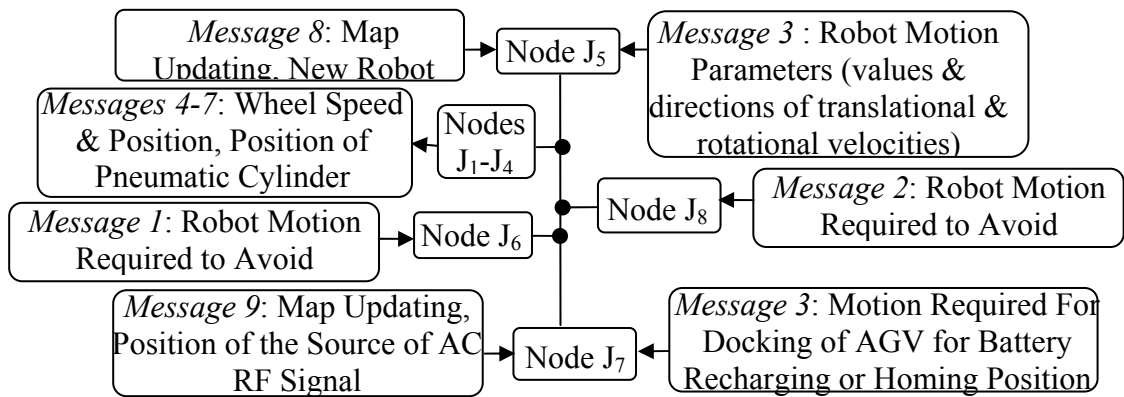 Message 8: Map
Updating, New Robot
Node J₅
Message 3 : Robot Motion
Parameters (values &
directions of translational &
rotational velocities)
Messages 4-7: Wheel Speed
& Position, Position of
Pneumatic Cylinder
Nodes
J₁-J₄
Node J₈
Message 2: Robot Motion
Required to Avoid
Message 1: Robot Motion
Required to Avoid
Node J₆
Message 9: Map Updating,
Position of the Source of AC
RF Signal
Node J₇
Message 3: Motion Required For
Docking of AGV for Battery
Recharging or Homing Position